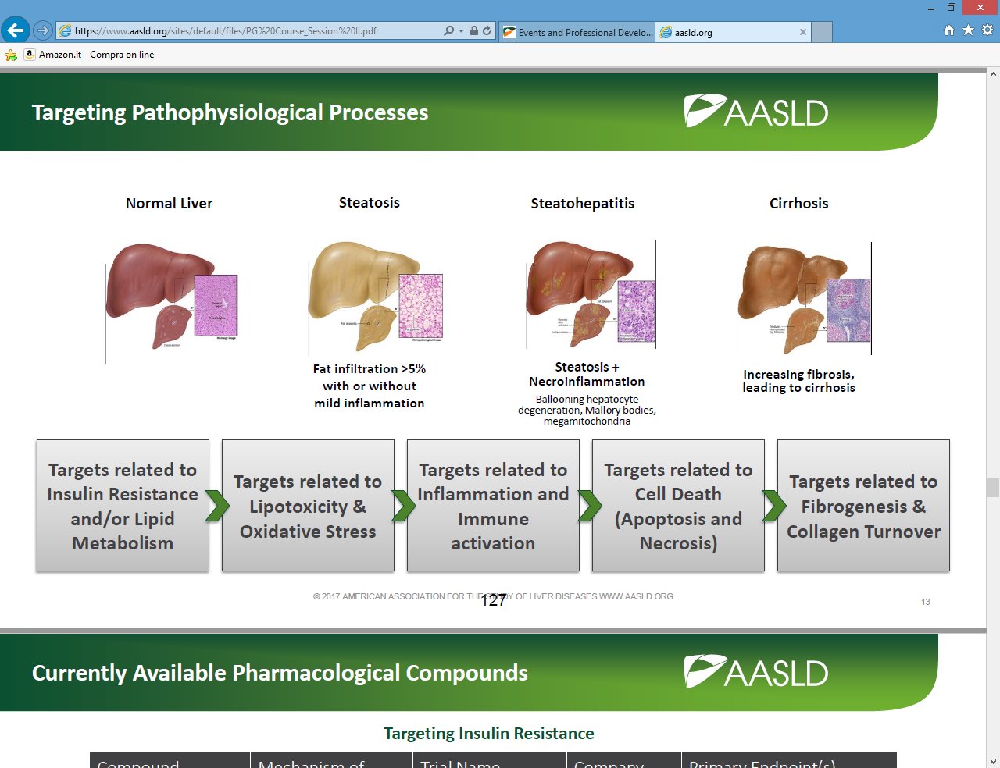 https://www.aasld.org/sites/default/files/PG%20Course_Session%20II.pdf
Events and Professional Develo...
aasld.org
Amazon.it - Compra on line
Targeting Pathophysiological Processes
AASLD
Normal Liver
Steatosis
Steatohepatitis
Cirrhosis
Fat infiltration >5%
with or without
mild inflammation
Steatosis +
Necroinflammation
Ballooning hepatocyte
degeneration, Mallory bodies,
megamitochondria
Increasing fibrosis,
leading to cirrhosis
Targets related to
Insulin Resistance
and/or Lipid
Metabolism
Targets related to
Lipotoxicity &
Oxidative Stress
Targets related to
Inflammation and
Immune
activation
Targets related to
Cell Death
(Apoptosis and
Necrosis)
Targets related to
Fibrogenesis &
Collagen Turnover
© 2017 AMERICAN ASSOCIATION FOR THE STUDY OF LIVER DISEASES WWW.AASLD.ORG
127
13
Currently Available Pharmacological Compounds
AASLD
Targeting Insulin Resistance
Compound
Mechanism of
Trial Name
Company
Primary Endpoint(s)